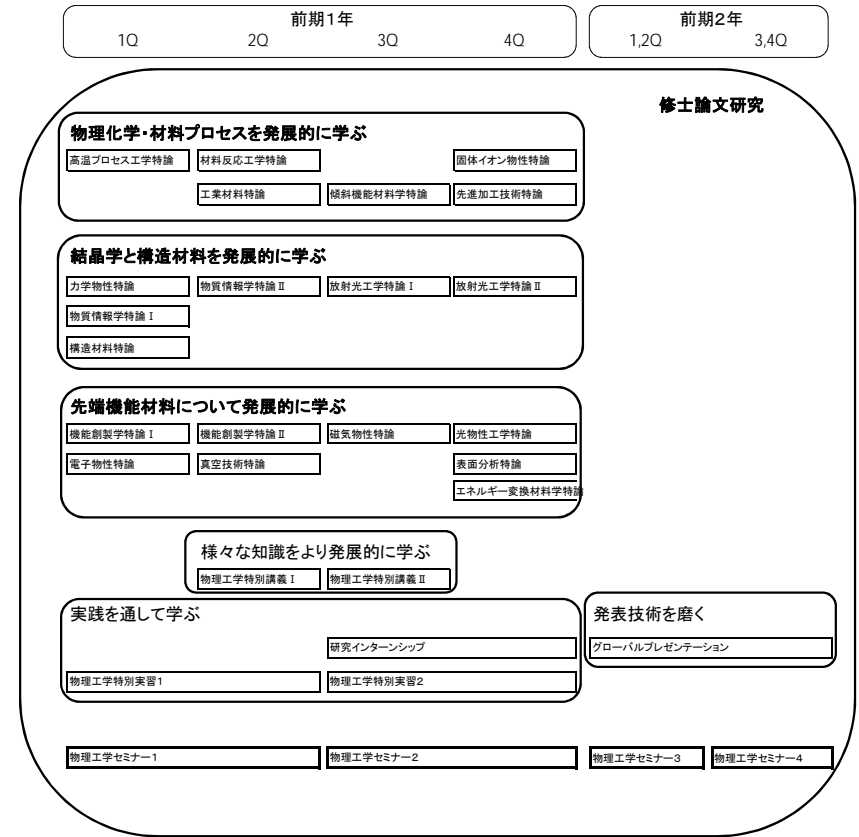 前期1年 前期2年
1Q 2Q 3Q 4Q 1,2Q 3,4Q
修士論文研究
物理化学・材料プロセスを発展的に学ぶ
高温プロセス工学特論 材料反応工学特論 固体イオン物性特論
工業材料特論 傾斜機能材料学特論 先進加工技術特論
結晶学と構造材料を発展的に学ぶ
力学物性特論 物質情報学特論Ⅱ 放射光工学特論Ⅰ 放射光工学特論Ⅱ
物質情報学特論Ⅰ
構造材料特論
先端機能材料について発展的に学ぶ
機能創製学特論Ⅰ 機能創製学特論Ⅱ 磁気物性特論 光物性工学特論
電子物性特論 真空技術特論 表面分析特論
エネルギー変換材料学特論
様々な知識をより発展的に学ぶ
物理工学特別講義Ⅰ 物理工学特別講義Ⅱ
実践を通して学ぶ 発表技術を磨く
研究インターンシップ グローバルプレゼンテーション
物理工学特別実習1 物理工学特別実習2
物理工学セミナー1 物理工学セミナー2 物理工学セミナー3 物理工学セミナー4